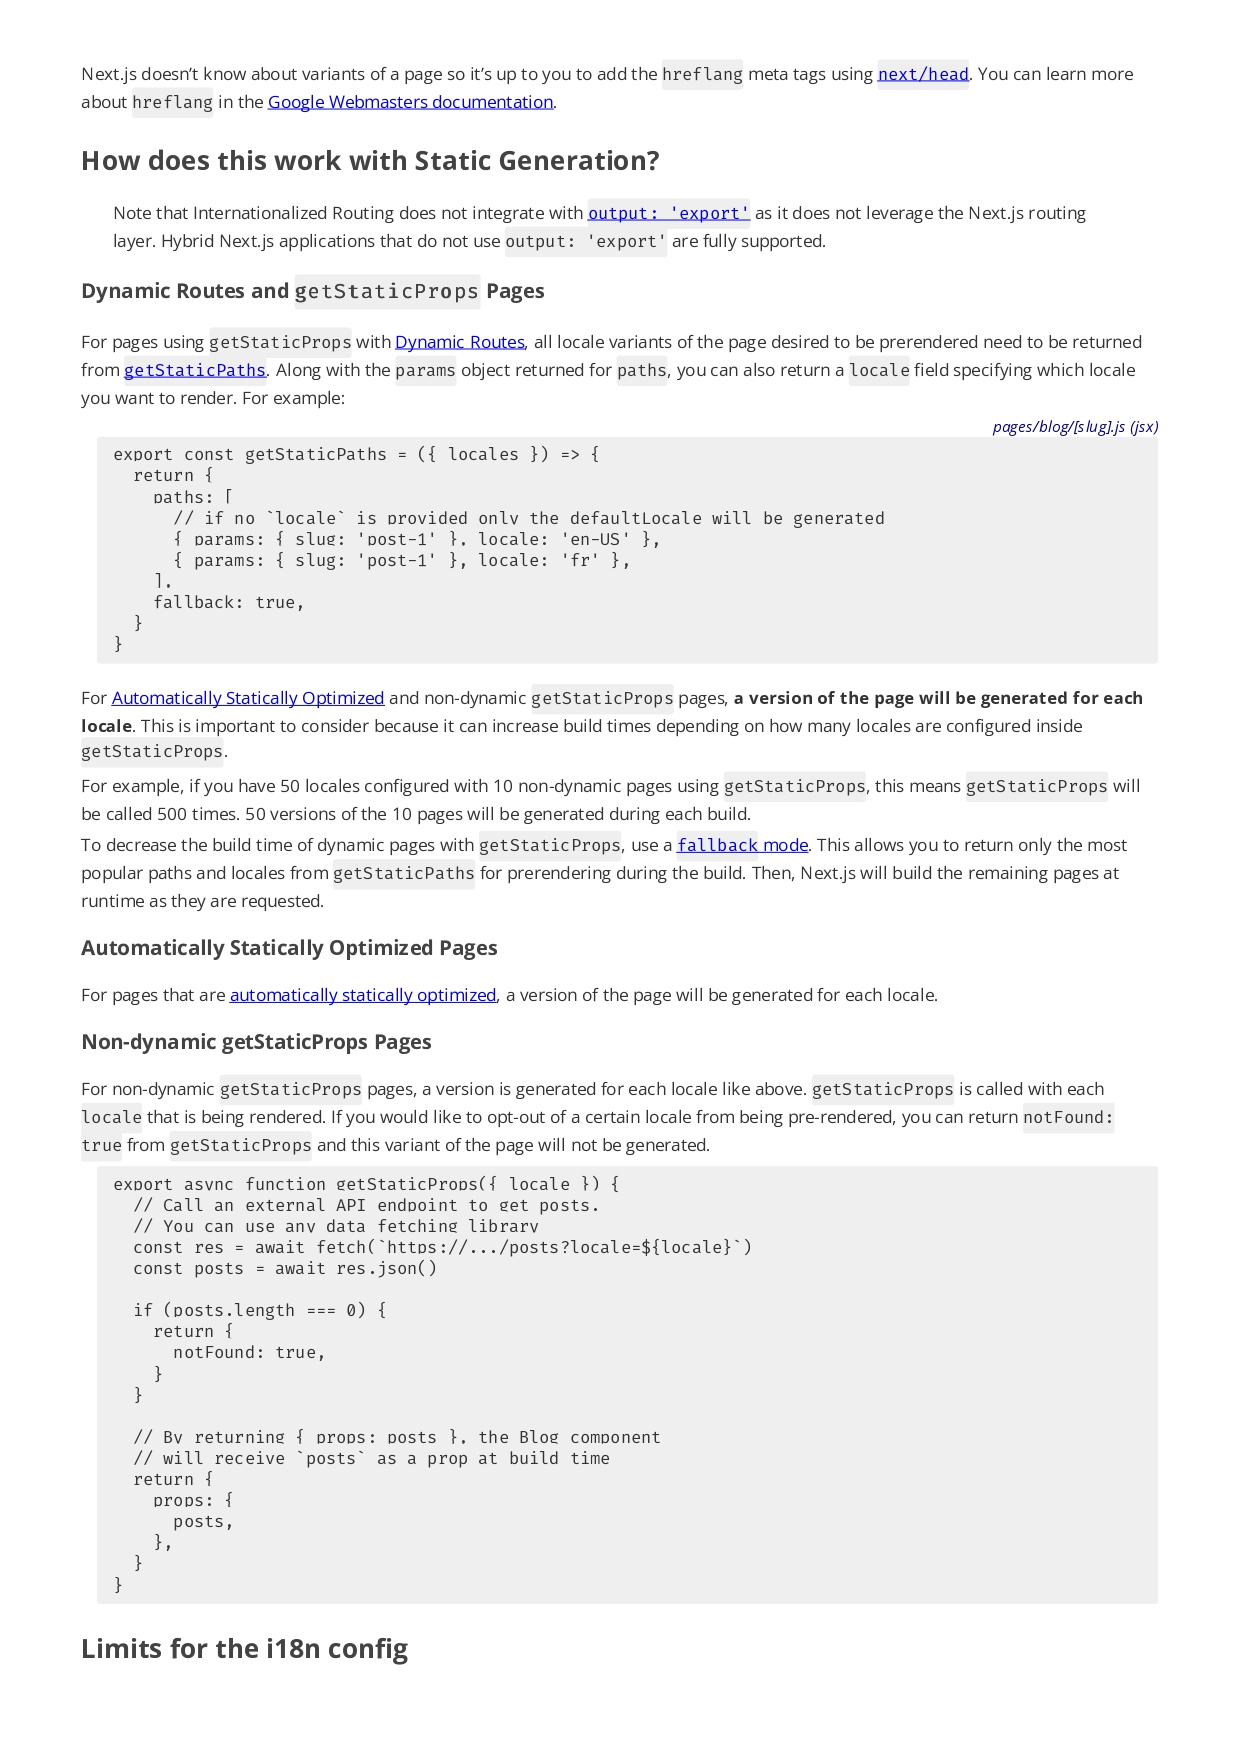 Next.js doesn’t know about variants of a page so it’s up to you to add the hreflang meta tags using next/head. You can learn more
about hreflang in the Google Webmasters documentation.
How does this work with Static Generation?
Note that Internationalized Routing does not integrate with output: 'export' as it does not leverage the Next.js routing
layer. Hybrid Next.js applications that do not use output: 'export' are fully supported.
Dynamic Routes and getStaticProps Pages
For pages using getStaticProps with Dynamic Routes, all locale variants of the page desired to be prerendered need to be returned
from getStaticPaths. Along with the params object returned for paths, you can also return a locale field specifying which locale
you want to render. For example:
pages/blog/[slug].js (jsx)
export const getStaticPaths = ({ locales }) => {
  return {
    paths: [
      // if no `locale` is provided only the defaultLocale will be generated
      { params: { slug: 'post-1' }, locale: 'en-US' },
      { params: { slug: 'post-1' }, locale: 'fr' },
    ],
    fallback: true,
  }
}
For Automatically Statically Optimized and non-dynamic getStaticProps pages, a version of the page will be generated for each
locale. This is important to consider because it can increase build times depending on how many locales are configured inside
getStaticProps.
For example, if you have 50 locales configured with 10 non-dynamic pages using getStaticProps, this means getStaticProps will
be called 500 times. 50 versions of the 10 pages will be generated during each build.
To decrease the build time of dynamic pages with getStaticProps, use a fallback mode. This allows you to return only the most
popular paths and locales from getStaticPaths for prerendering during the build. Then, Next.js will build the remaining pages at
runtime as they are requested.
Automatically Statically Optimized Pages
For pages that are automatically statically optimized, a version of the page will be generated for each locale.
Non-dynamic getStaticProps Pages
For non-dynamic getStaticProps pages, a version is generated for each locale like above. getStaticProps is called with each
locale that is being rendered. If you would like to opt-out of a certain locale from being pre-rendered, you can return notFound:
true from getStaticProps and this variant of the page will not be generated.
export async function getStaticProps({ locale }) {
  // Call an external API endpoint to get posts.
  // You can use any data fetching library
  const res = await fetch(`https://.../posts?locale=${locale}`)
  const posts = await res.json()

  if (posts.length === 0) {
    return {
      notFound: true,
    }
  }

  // By returning { props: posts }, the Blog component
  // will receive `posts` as a prop at build time
  return {
    props: {
      posts,
    },
  }
}
Limits for the i18n config